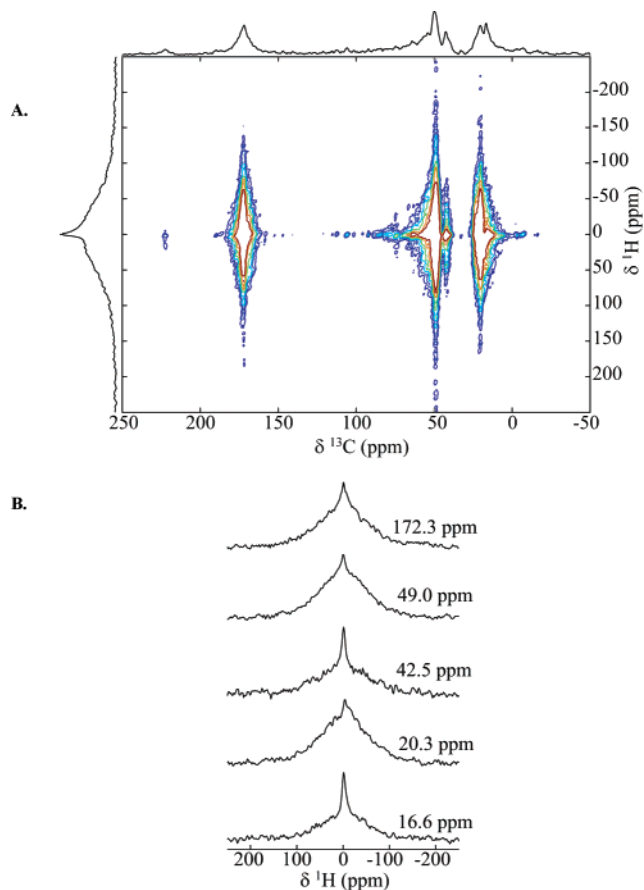 A.
-200
-150
-100
-50
0
50
100
150
200
δ ¹H (ppm)
250 200 150 100 50 0 -50
δ ¹³C (ppm)
B.
172.3 ppm
49.0 ppm
42.5 ppm
20.3 ppm
16.6 ppm
200 100 0 -100 -200
δ ¹H (ppm)